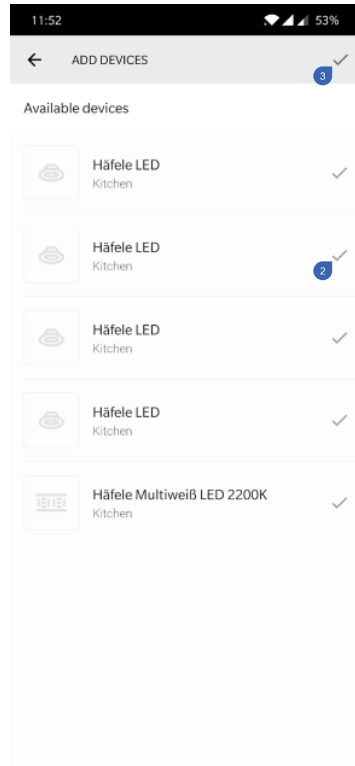 11:52 53%
ADD DEVICES
3
Available devices
Häfele LED
Kitchen
Häfele LED
Kitchen
2
Häfele LED
Kitchen
Häfele LED
Kitchen
Häfele Multiweiß LED 2200K
Kitchen